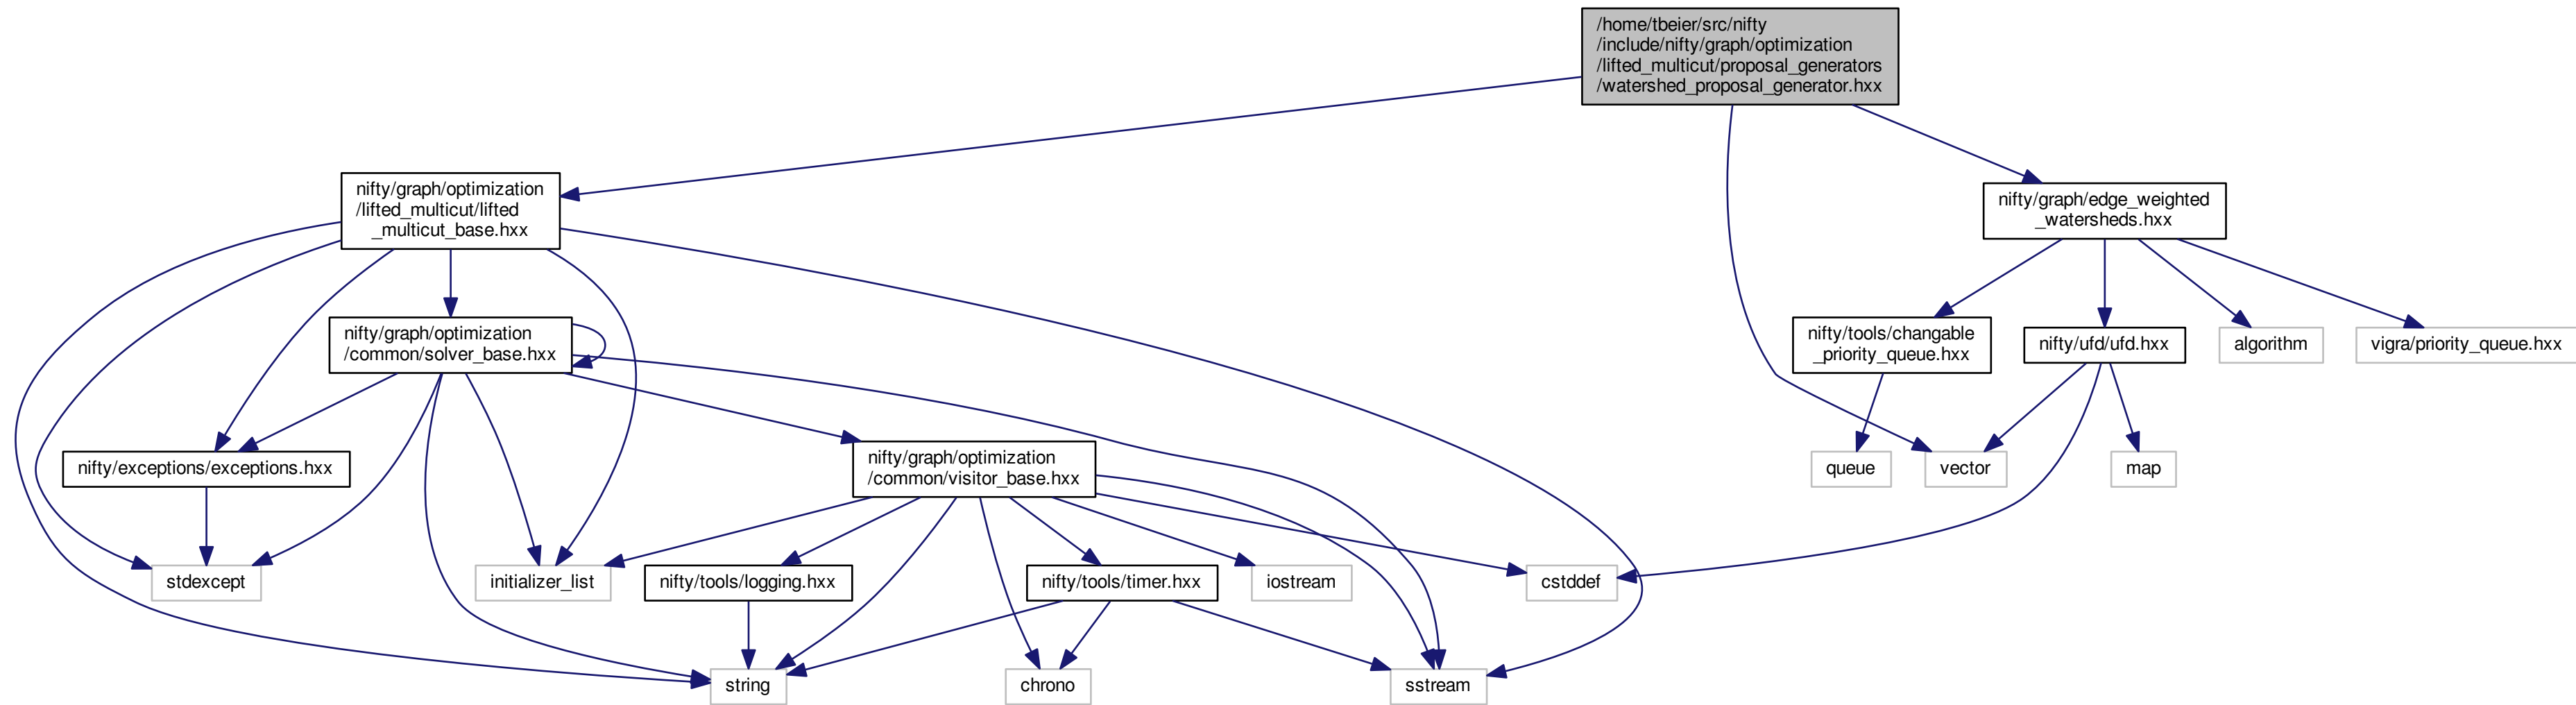 /home/tbeier/src/nifty
/include/nifty/graph/optimization
/lifted_multicut/proposal_generators
/watershed_proposal_generator.hxx
nifty/graph/optimization
/lifted_multicut/lifted
_multicut_base.hxx
nifty/graph/edge_weighted
_watersheds.hxx
nifty/graph/optimization
/common/solver_base.hxx
nifty/tools/changable
_priority_queue.hxx
nifty/ufd/ufd.hxx
algorithm
vigra/priority_queue.hxx
nifty/exceptions/exceptions.hxx
nifty/graph/optimization
/common/visitor_base.hxx
queue
vector
map
stdexcept
initializer_list
nifty/tools/logging.hxx
nifty/tools/timer.hxx
iostream
cstddef
string
chrono
sstream